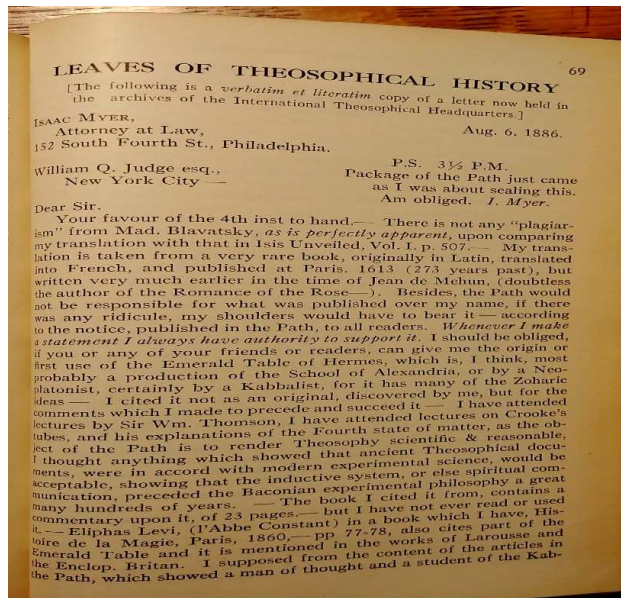 69
LEAVES OF THEOSOPHICAL HISTORY
[The following is a verbatim et literatim copy of a letter now held in
the archives of the International Theosophical Headquarters.]
ISAAC MYER,
Attorney at Law, Aug. 6. 1886.
152 South Fourth St., Philadelphia.
P.S. 3½ P.M.
William Q. Judge esq., Package of the Path just came
New York City — as I was about sealing this.
Am obliged. I. Myer.
Dear Sir.
Your favour of the 4th inst to hand.— There is not any "plagiar-
ism" from Mad. Blavatsky, as is perfectly apparent, upon comparing
my translation with that in Isis Unveiled, Vol. I. p. 507.— My trans-
lation is taken from a very rare book, originally in Latin, translated
into French, and published at Paris, 1613 (273 years past), but
written very much earlier in the time of Jean de Mehun, (doubtless
the author of the Romance of the Rose—). Besides, the Path would
not be responsible for what was published over my name, if there
was any ridicule, my shoulders would have to bear it — according
to the notice, published in the Path, to all readers. Whenever I make
a statement I always have authority to support it. I should be obliged,
if you or any of your friends or readers, can give me the origin or
first use of the Emerald Table of Hermes, which is, I think, most
probably a production of the School of Alexandria, or by a Neo-
platonist, certainly by a Kabbalist, for it has many of the Zoharic
ideas — I cited it not as an original, discovered by me, but for the
comments which I made to precede and succeed it — I have attended
lectures by Sir Wm. Thomson, I have attended lectures on Crooke's
tubes, and his explanations of the Fourth state of matter, as the ob-
ject of the Path is to render Theosophy scientific & reasonable,
I thought anything which showed that ancient Theosophical docu-
ments, were in accord with modern experimental science, would be
acceptable, showing that the inductive system, or else spiritual com-
munication, preceded the Baconian experimental philosophy a great
many hundreds of years. — The book I cited it from, contains a
commentary upon it, of 23 pages.— but I have not ever read or used
it.— Eliphas Levi, (l'Abbe Constant) in a book which I have, His-
toire de la Magie, Paris, 1860,— pp 77-78, also cites part of the
Emerald Table and it is mentioned in the works of Larousse and
the Enclop. Britan. I supposed from the content of the articles in
the Path, which showed a man of thought and a student of the Kab-